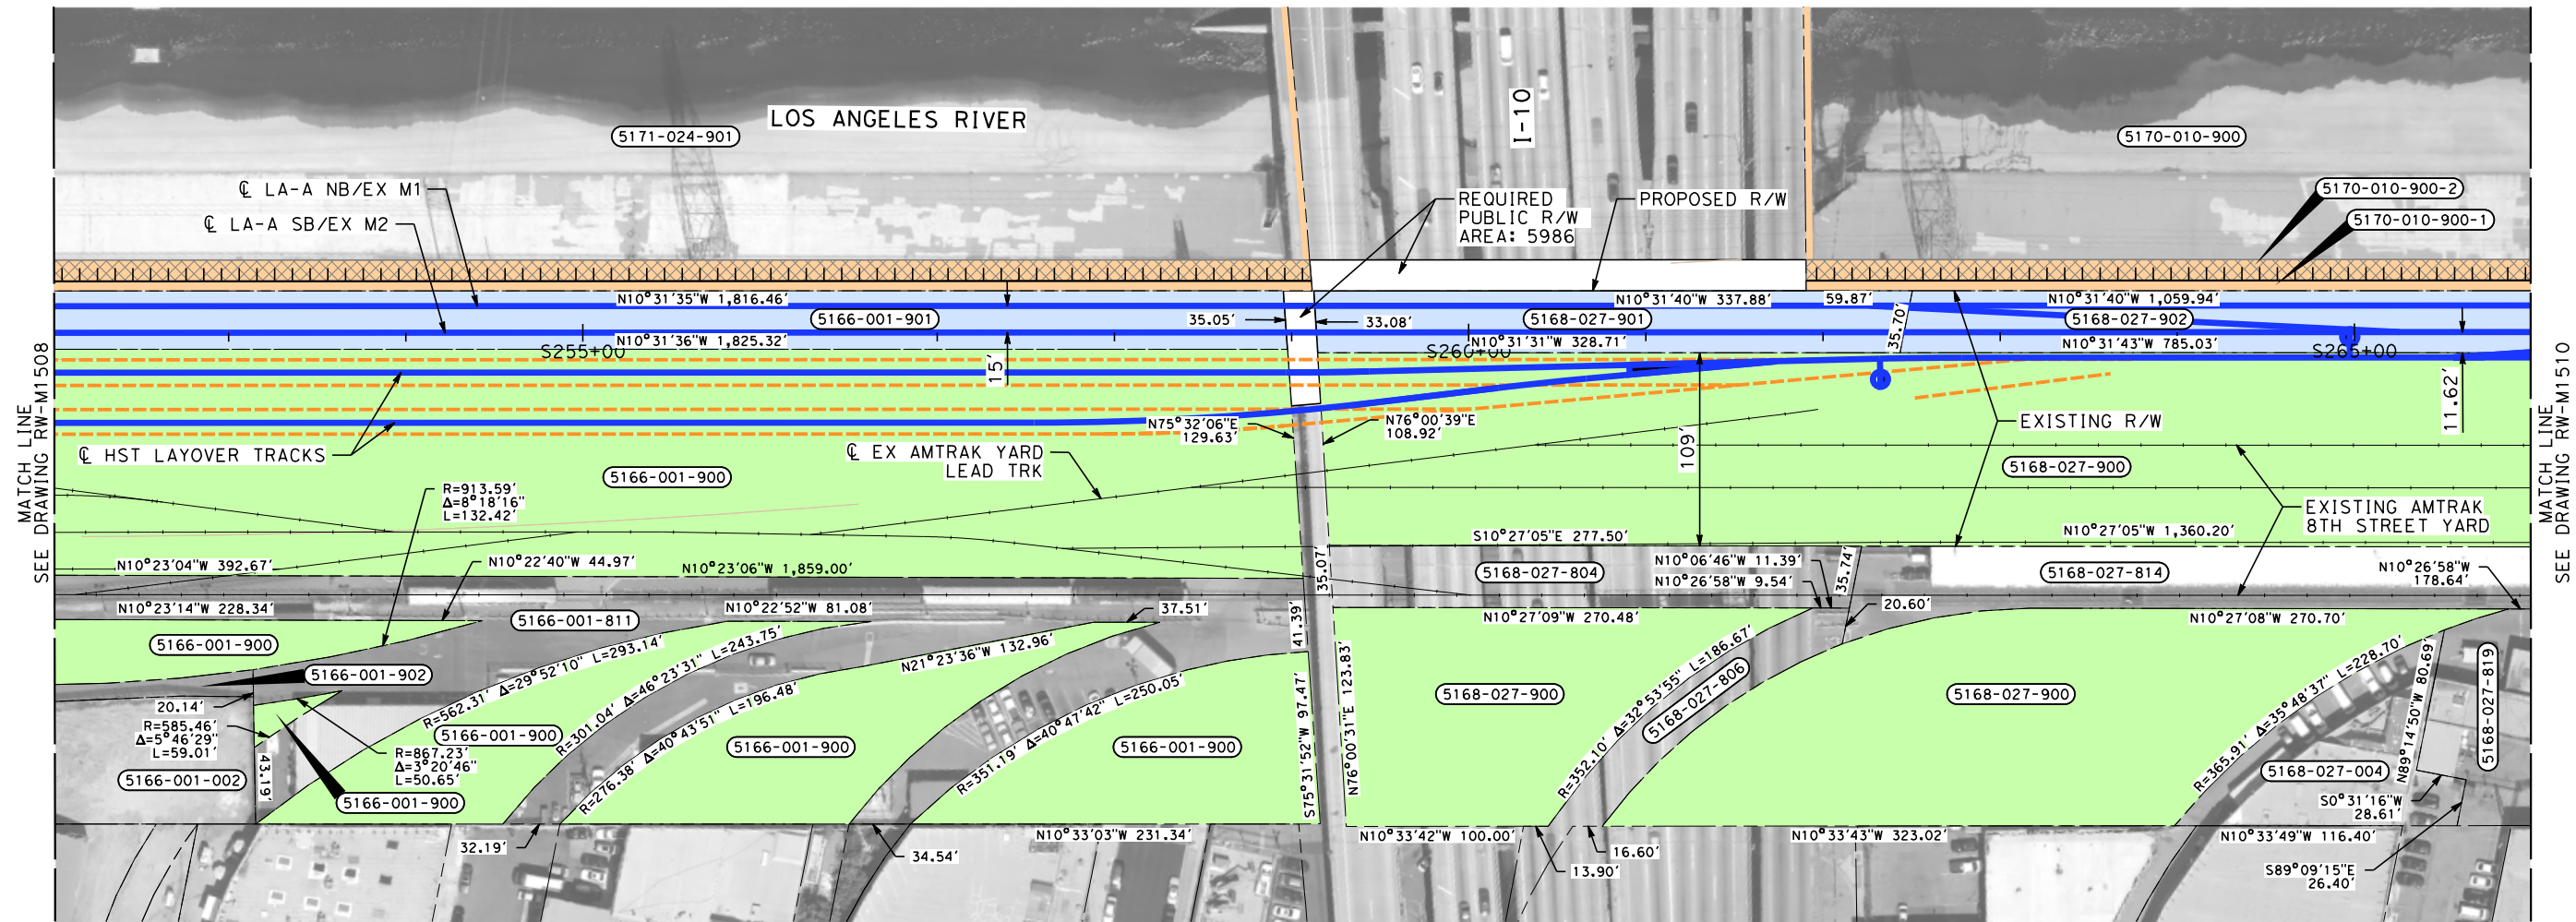 LOS ANGELES RIVER
I-10
5171-024-901
5170-010-900
℄ LA-A NB/EX M1
℄ LA-A SB/EX M2
REQUIRED
PUBLIC R/W
AREA: 5986
PROPOSED R/W
5170-010-900-2
5170-010-900-1
N10°31'35"W 1,816.46'
5166-001-901
N10°31'36"W 1,825.32'
S255+00
15'
35.05'
33.08'
N10°31'40"W 337.88'
5168-027-901
N10°31'31"W 328.71'
S260+00
59.87'
35.70'
N10°31'40"W 1,059.94'
5168-027-902
N10°31'43"W 785.03'
S265+00
11.62'
MATCH LINE
SEE DRAWING RW-M1508
MATCH LINE
SEE DRAWING RW-M1510
℄ HST LAYOVER TRACKS
5166-001-900
℄ EX AMTRAK YARD
LEAD TRK
N75°32'06"E
129.63'
N76°00'39"E
108.92'
109'
EXISTING R/W
5168-027-900
EXISTING AMTRAK
8TH STREET YARD
R=913.59'
Δ=8°18'16"
L=132.42'
S10°27'05"E 277.50'
N10°27'05"W 1,360.20'
N10°23'04"W 392.67'
N10°22'40"W 44.97'
N10°23'06"W 1,859.00'
35.07'
5168-027-804
N10°06'46"W 11.39'
N10°26'58"W 9.54'
35.74'
5168-027-814
N10°26'58"W
178.64'
N10°23'14"W 228.34'
5166-001-811
N10°22'52"W 81.08'
37.51'
41.39'
N10°27'09"W 270.48'
20.60'
N10°27'08"W 270.70'
5166-001-900
5166-001-902
R=562.31' Δ=29°52'10" L=293.14'
R=301.04' Δ=46°23'31" L=243.75'
N21°23'36"W 132.96'
R=276.38' Δ=40°43'51" L=196.48'
R=351.19' Δ=40°47'42" L=250.05'
S75°31'52"W 97.47'
N76°00'31"E 123.83'
5168-027-900
R=352.10' Δ=32°53'55" L=186.67'
5168-027-806
5168-027-900
R=365.91' Δ=35°48'37" L=228.70'
N89°14'50"W 80.69'
5168-027-819
20.14'
R=585.46'
Δ=5°46'29"
L=59.01'
5166-001-002
43.19'
R=867.23'
Δ=3°20'46"
L=50.65'
5166-001-900
5166-001-900
5166-001-900
5166-001-900
5168-027-004
S0°31'16"W
28.61'
32.19'
34.54'
N10°33'03"W 231.34'
N10°33'42"W 100.00'
13.90'
16.60'
N10°33'43"W 323.02'
N10°33'49"W 116.40'
S89°09'15"E
26.40'